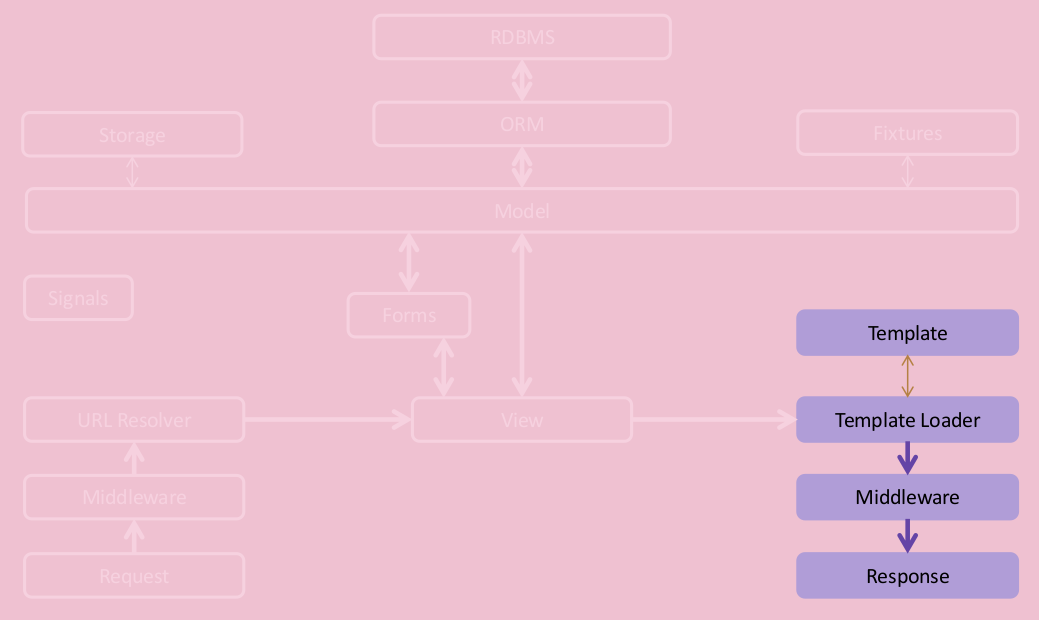 RDBMS
ORM
Storage
Fixtures
Model
Signals
Forms
Template
URL Resolver
View
Template Loader
Middleware
Middleware
Request
Response